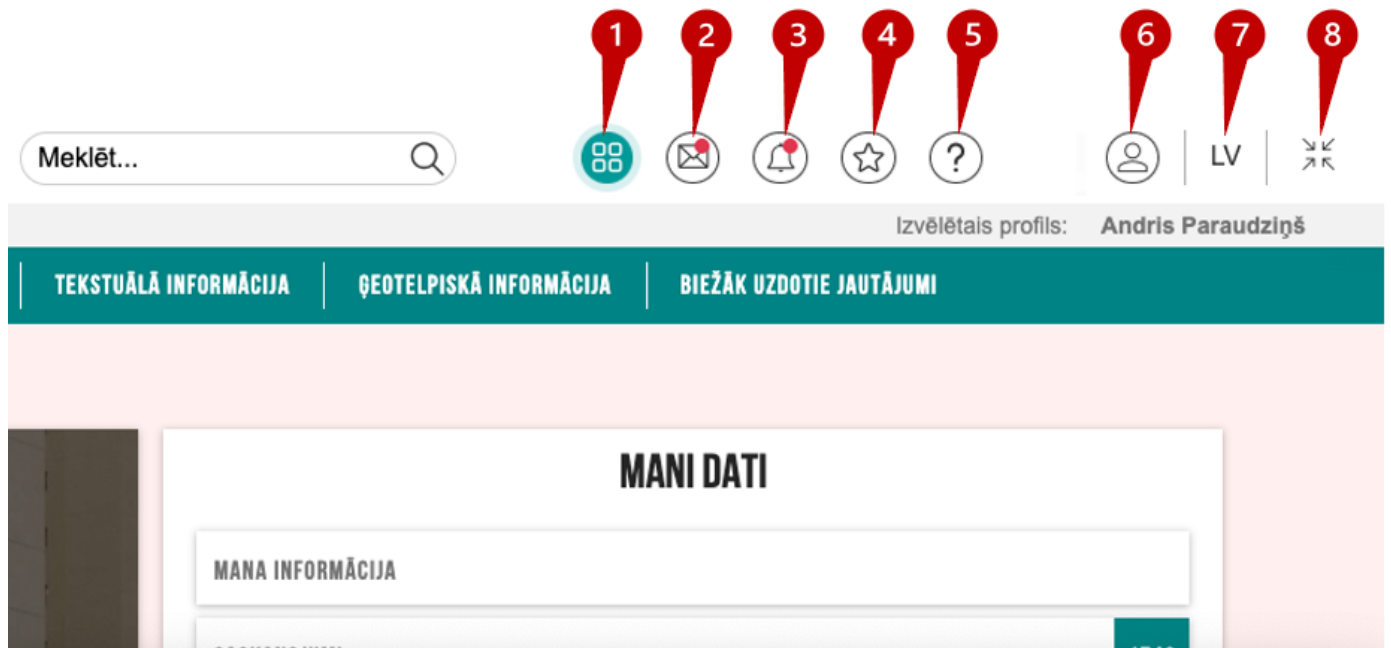 1 2 3 4 5 6 7 8
Meklēt... ? LV
Izvēlētais profils: Andris Paraudziņš
TEKSTUĀLĀ INFORMĀCIJA ĢEOTELPISKĀ INFORMĀCIJA BIEŽĀK UZDOTIE JAUTĀJUMI
MANI DATI
MANA INFORMĀCIJA